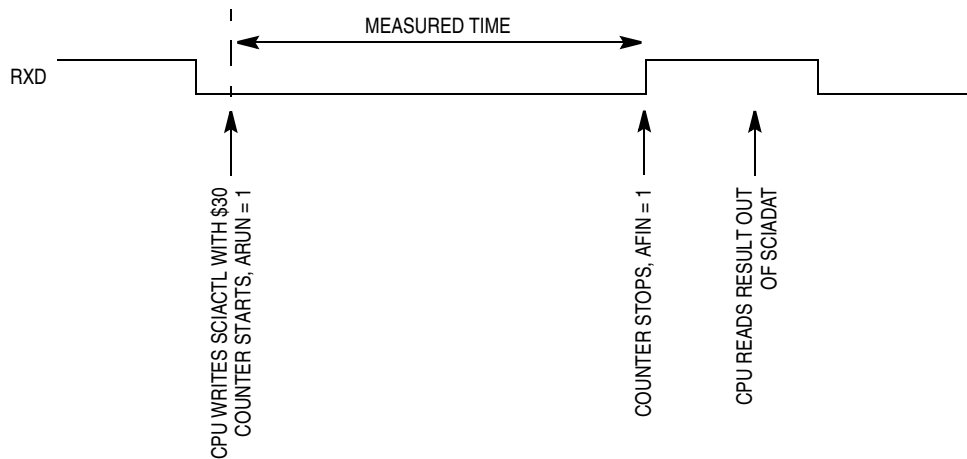 MEASURED TIME
RXD
CPU WRITES SCIACTL WITH $30
COUNTER STARTS, ARUN = 1
COUNTER STOPS, AFIN = 1
CPU READS RESULT OUT
OF SCIADAT